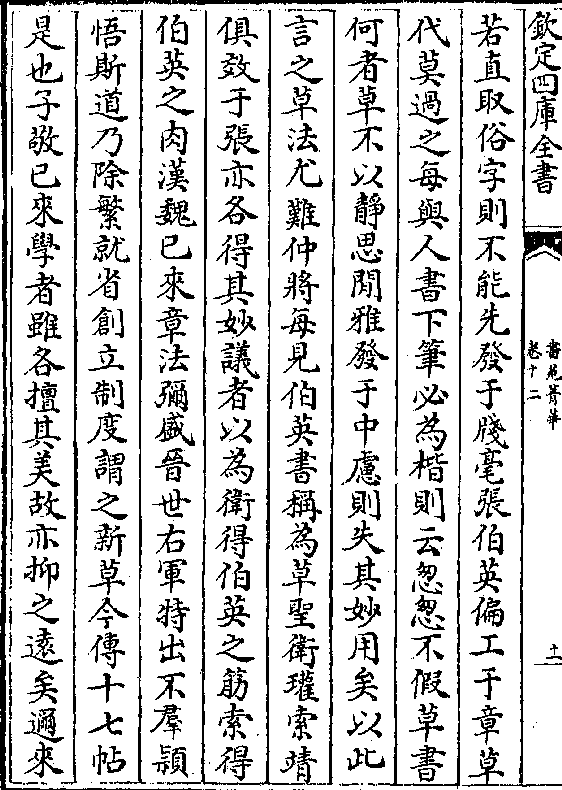 欽定四庫全書
書苑菁華
卷十二
十一
若直取俗字則不能先發于牋毫張伯英偏工于章草
代莫過之每與人書下筆必為楷則云怱怱不假草書
何者草不以靜思閒雅發于中慮則失其妙用矣以此
言之草法尤難仲將每見伯英書稱為草聖衛瓘索靖
俱效于張亦各得其妙議者以為衛得伯英之筋索得
伯英之肉漢魏已來章法彌盛晉世右軍特出不羣頴
悟斯道乃除繁就省創立制度謂之新草今傳十七帖
是也子敬已來學者雖各擅其美故亦抑之遠矣邇來